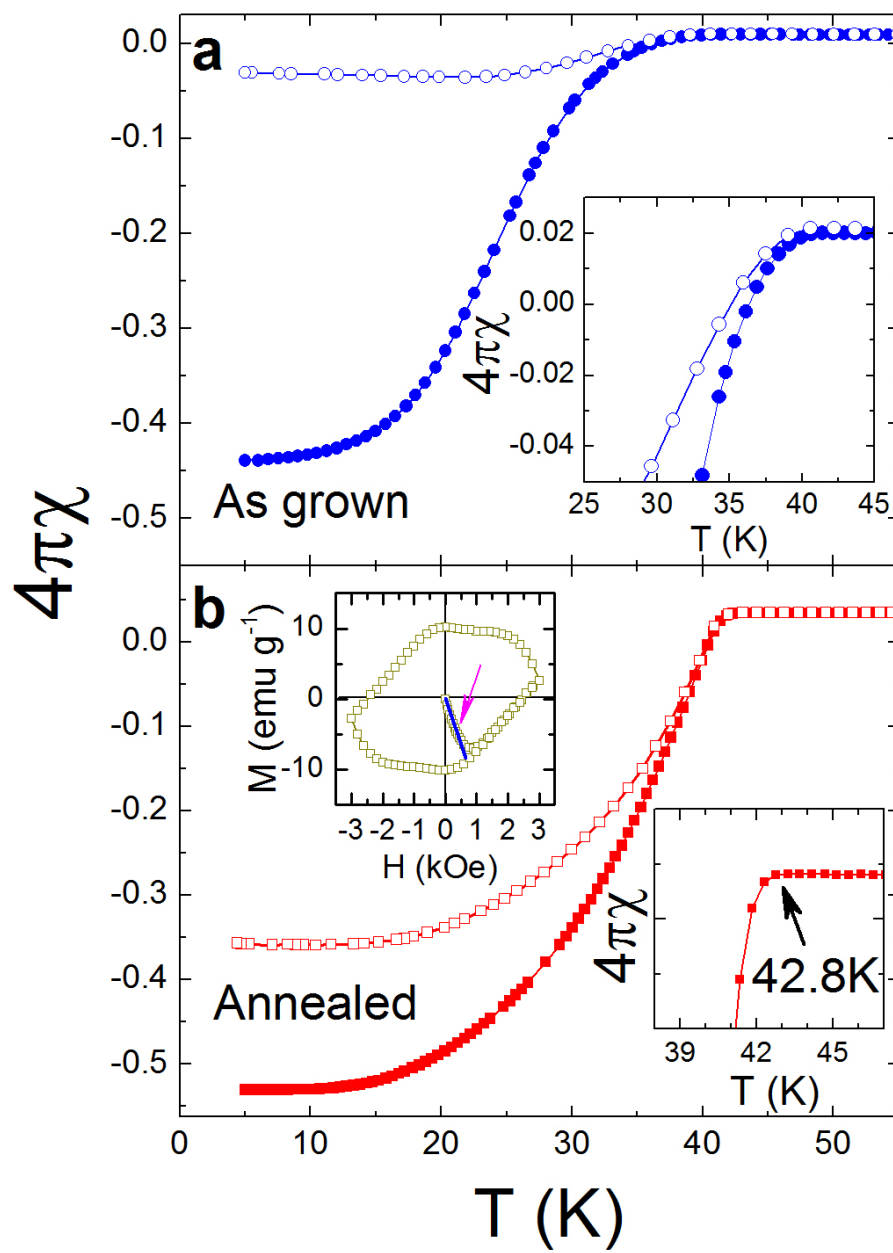 a
0.0
-0.1
-0.2
-0.3
-0.4
-0.5
4πχ
As grown
0.02
0.00
-0.02
-0.04
4πχ
25 30 35 40 45
T (K)
b
0.0
-0.1
-0.2
-0.3
-0.4
-0.5
10
0
-10
M (emu g-1)
-3 -2 -1 0 1 2 3
H (kOe)
Annealed
4πχ
42.8K
39 42 45
T (K)
0 10 20 30 40 50
T (K)